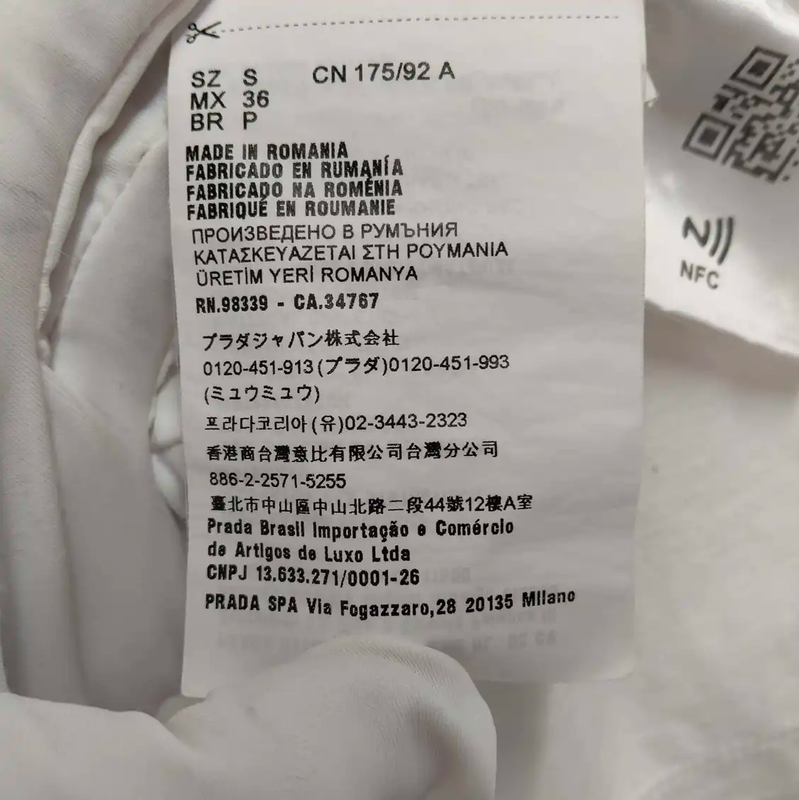 SZ S CN 175/92 A
MX 36
BR P
MADE IN ROMANIA
FABRICADO EN RUMANÍA
FABRICADO NA ROMÉNIA
FABRIQUÉ EN ROUMANIE
ПРОИЗВЕДЕНО В РУМЪНИЯ
ΚΑΤΑΣΚΕΥΑΖΕΤΑΙ ΣΤΗ ΡΟΥΜΑΝΙΑ
ÜRETİM YERİ ROMANYA
RN.98339 - CA.34767
プラダジャパン株式会社
0120-451-913(プラダ)0120-451-993
(ミュウミュウ)
프라다코리아(유)02-3443-2323
香港商台灣意比有限公司台灣分公司
886-2-2571-5255
臺北市中山區中山北路二段44號12樓A室
Prada Brasil Importação e Comércio
de Artigos de Luxo Ltda
CNPJ 13.633.271/0001-26
PRADA SPA Via Fogazzaro,28 20135 Milano
NFC